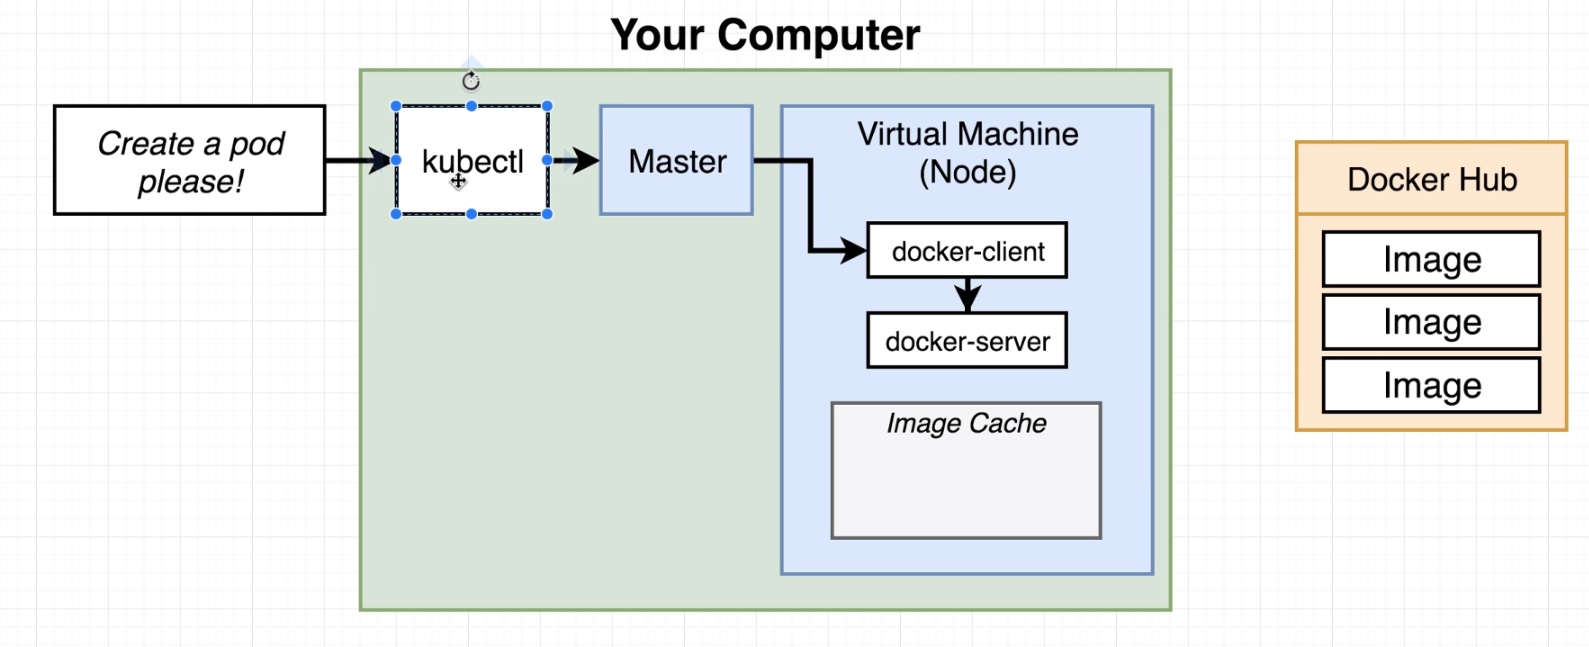 Your Computer
Create a pod
please!
kubectl
Master
Virtual Machine
(Node)
docker-client
docker-server
Image Cache
Docker Hub
Image
Image
Image